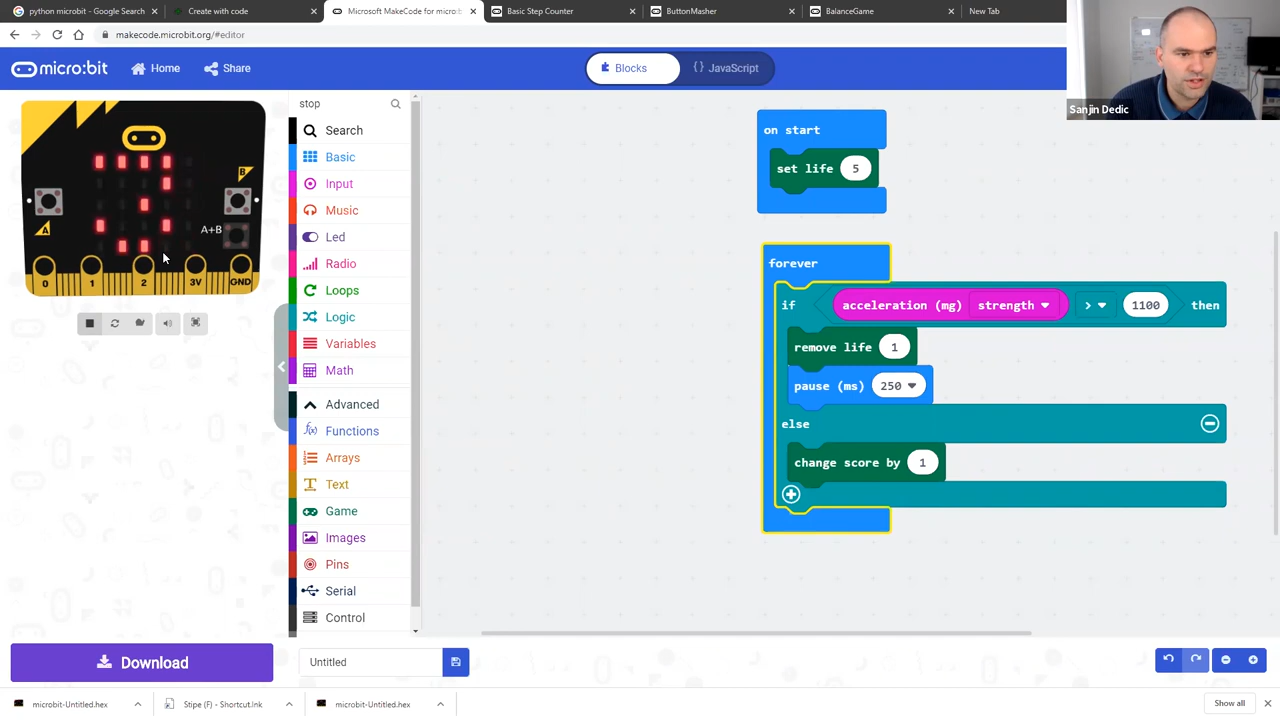 python microbit - Google Search
Create with code
Microsoft MakeCode for micro:b
Basic Step Counter
ButtonMasher
BalanceGame
New Tab
makecode.microbit.org/#editor
micro:bit
Home
Share
Blocks
{} JavaScript
Sanjin Dedic
B
A
A+B
0 1 2 3V GND
stop
Search
Basic
Input
Music
Led
Radio
Loops
Logic
Variables
Math
Advanced
Functions
Arrays
Text
Game
Images
Pins
Serial
Control
on start
set life 5
forever
if acceleration (mg) strength > 1100 then
remove life 1
pause (ms) 250
else
change score by 1
Download
Untitled
microbit-Untitled.hex
Stipe (F) - Shortcut.lnk
microbit-Untitled.hex
Show all